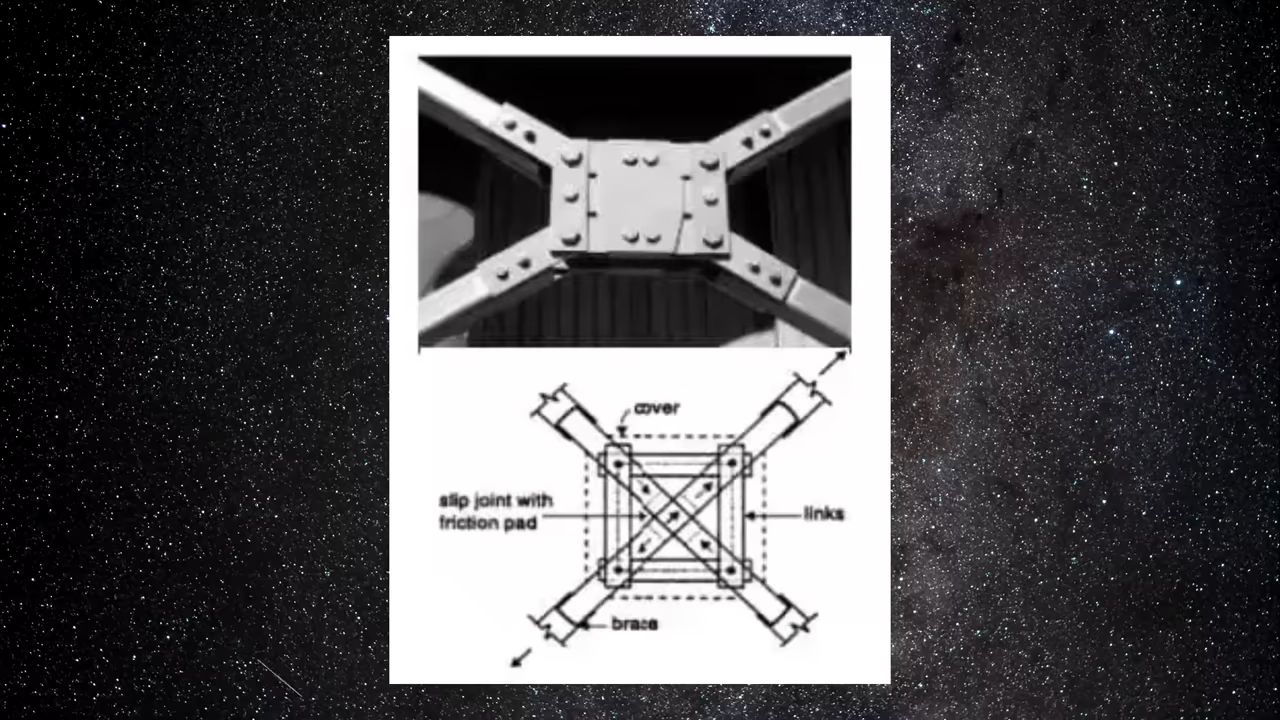 cover
slip joint with
friction pad
links
brace